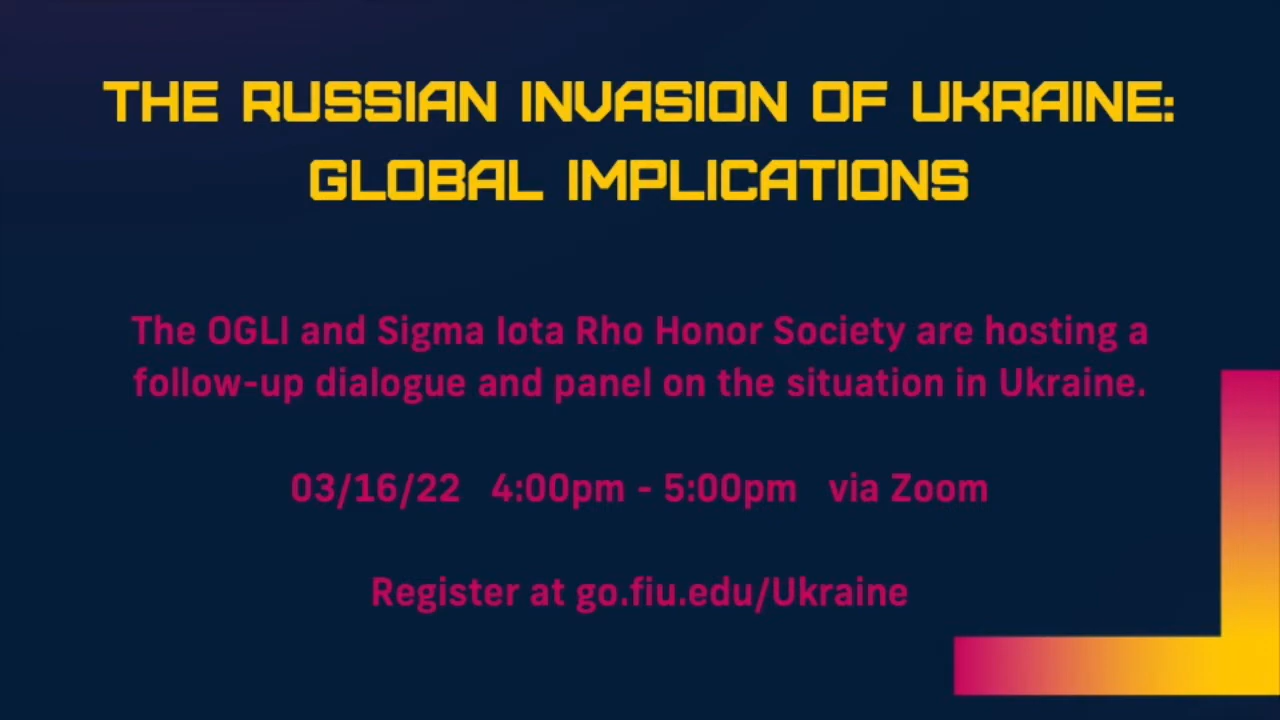 THE RUSSIAN INVASION OF UKRAINE:
GLOBAL IMPLICATIONS
The OGLI and Sigma Iota Rho Honor Society are hosting a
follow-up dialogue and panel on the situation in Ukraine.
03/16/22 4:00pm - 5:00pm via Zoom
Register at go.fiu.edu/Ukraine